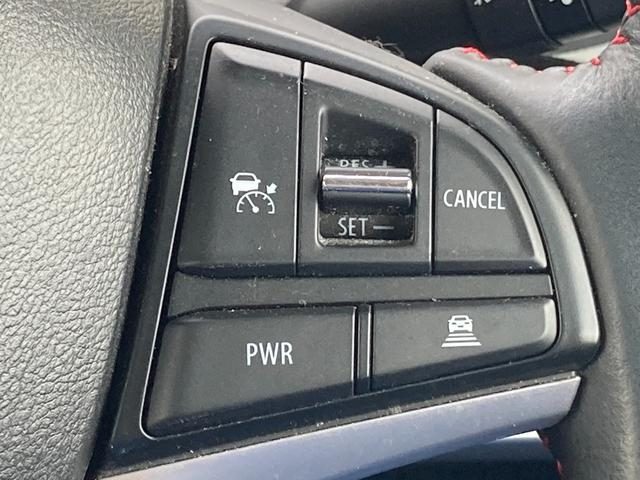 RES +
CANCEL
SET —
PWR